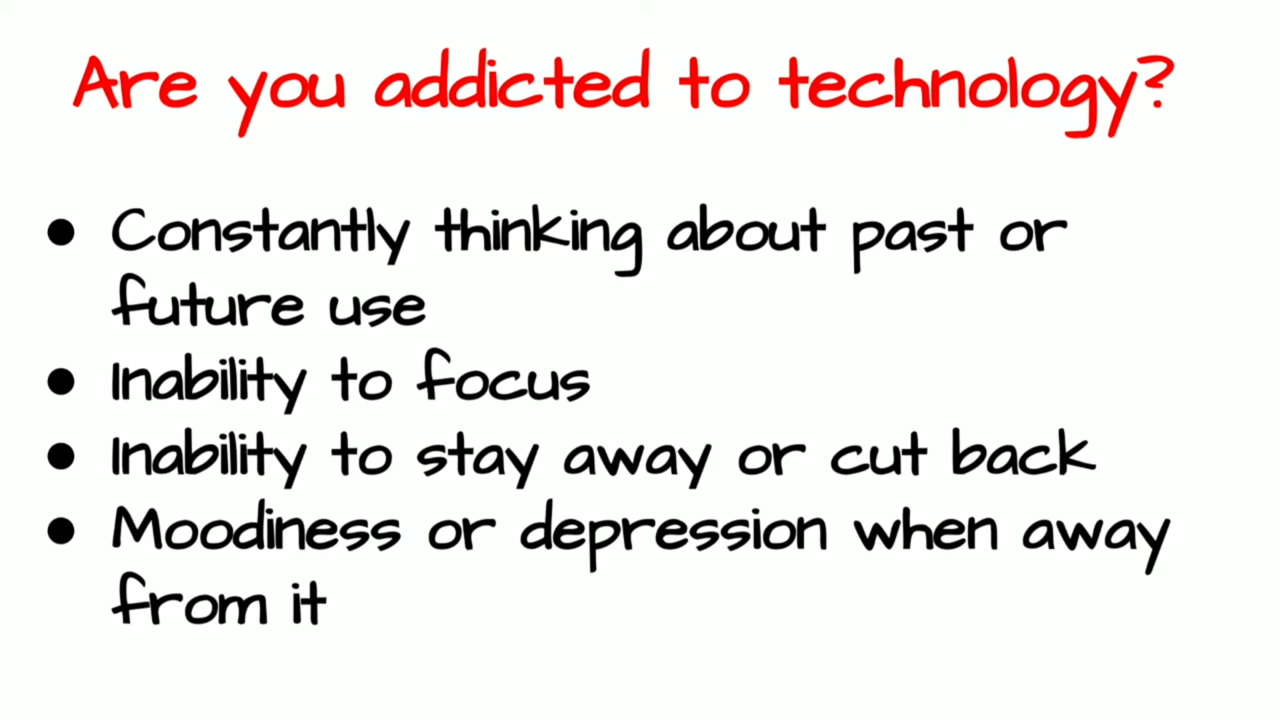 Are you addicted to technology?
● Constantly thinking about past or
future use
● Inability to focus
● Inability to stay away or cut back
● Moodiness or depression when away
from it